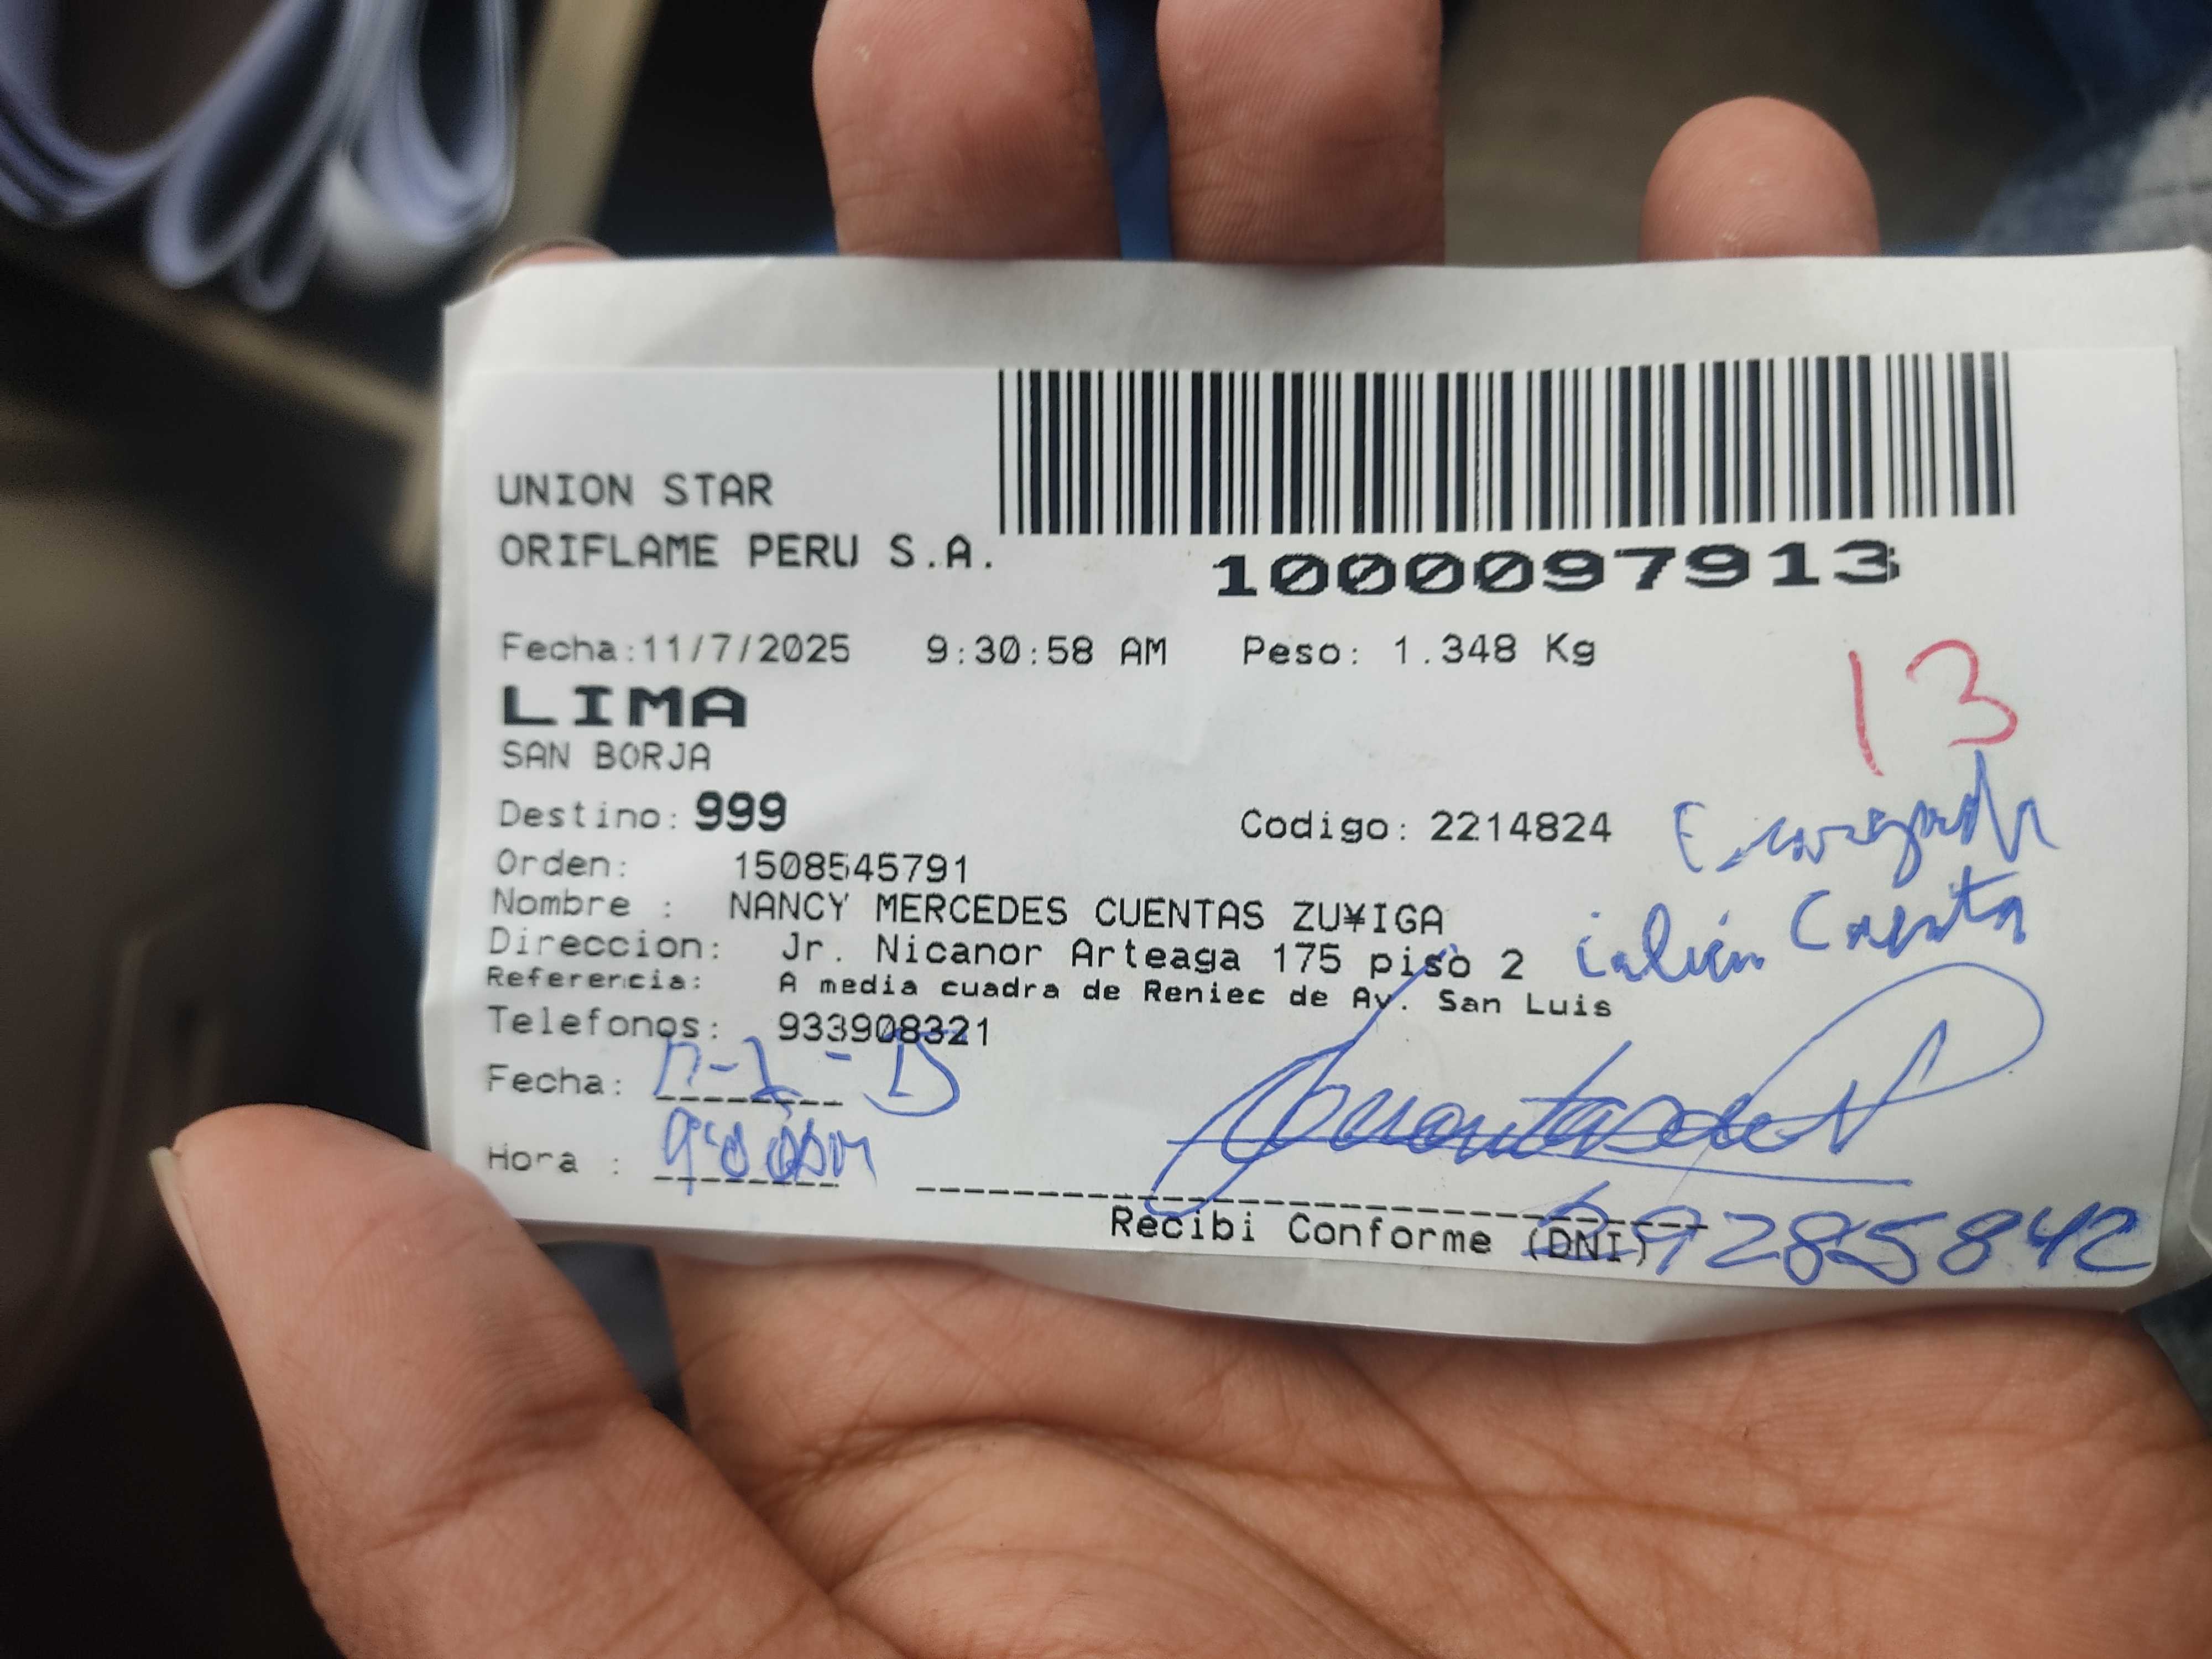 UNION STAR
ORIFLAME PERU S.A.
1000097913
Fecha:11/7/2025 9:30:58 AM Peso: 1.348 Kg
13
LIMA
SAN BORJA
Destino: 999 Codigo: 2214824
Orden: 1508545791
Nombre : NANCY MERCEDES CUENTAS ZU¥IGA
Direccion: Jr. Nicanor Arteaga 175 piso 2
Cuenta
Referencia: A media cuadra de Reniec de Av. San Luis
Telefonos: 933908321
Fecha:
Hora :
Recibi Conforme (DNI)